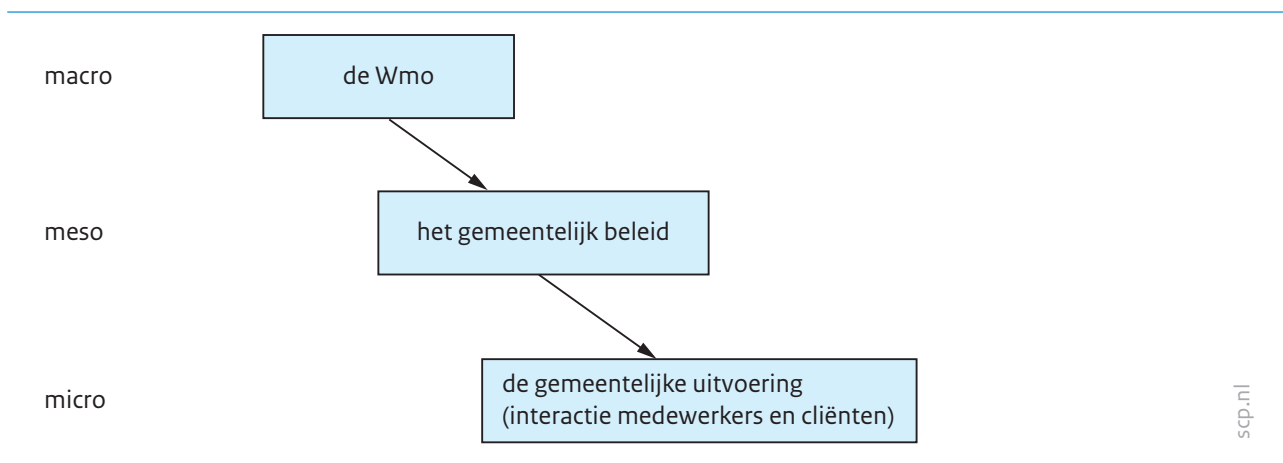 macro
de Wmo
meso
het gemeentelijk beleid
micro
de gemeentelijke uitvoering
(interactie medewerkers en cliënten)
scp.nl